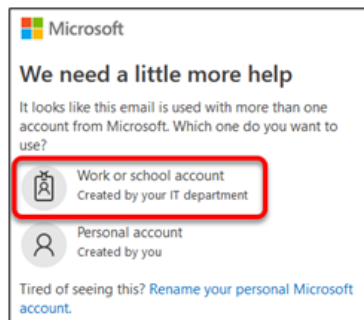 Microsoft
We need a little more help
It looks like this email is used with more than one
account from Microsoft. Which one do you want to
use?
Work or school account
Created by your IT department
Personal account
Created by you
Tired of seeing this? Rename your personal Microsoft
account.